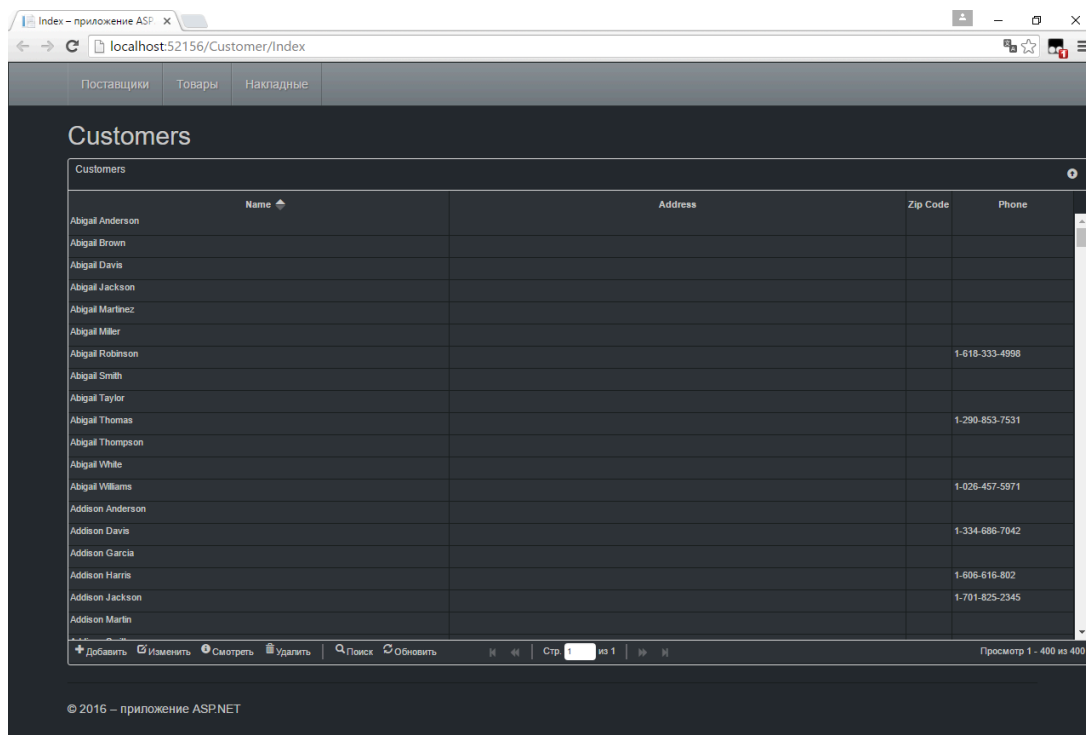 Index – приложение ASP
localhost:52156/Customer/Index
1
Поставщики Товары Накладные
Customers
Customers
Name Address Zip Code Phone
Abigail Anderson
Abigail Brown
Abigail Davis
Abigail Jackson
Abigail Martinez
Abigail Miller
Abigail Robinson 1-618-333-4998
Abigail Smith
Abigail Taylor
Abigail Thomas 1-290-853-7531
Abigail Thompson
Abigail White
Abigail Williams 1-026-457-5971
Addison Anderson
Addison Davis 1-334-686-7042
Addison Garcia
Addison Harris 1-606-616-802
Addison Jackson 1-701-825-2345
Addison Martin
Добавить Изменить Смотреть Удалить Поиск Обновить Стр. 1 из 1 Просмотр 1 - 400 из 400
© 2016 – приложение ASP.NET